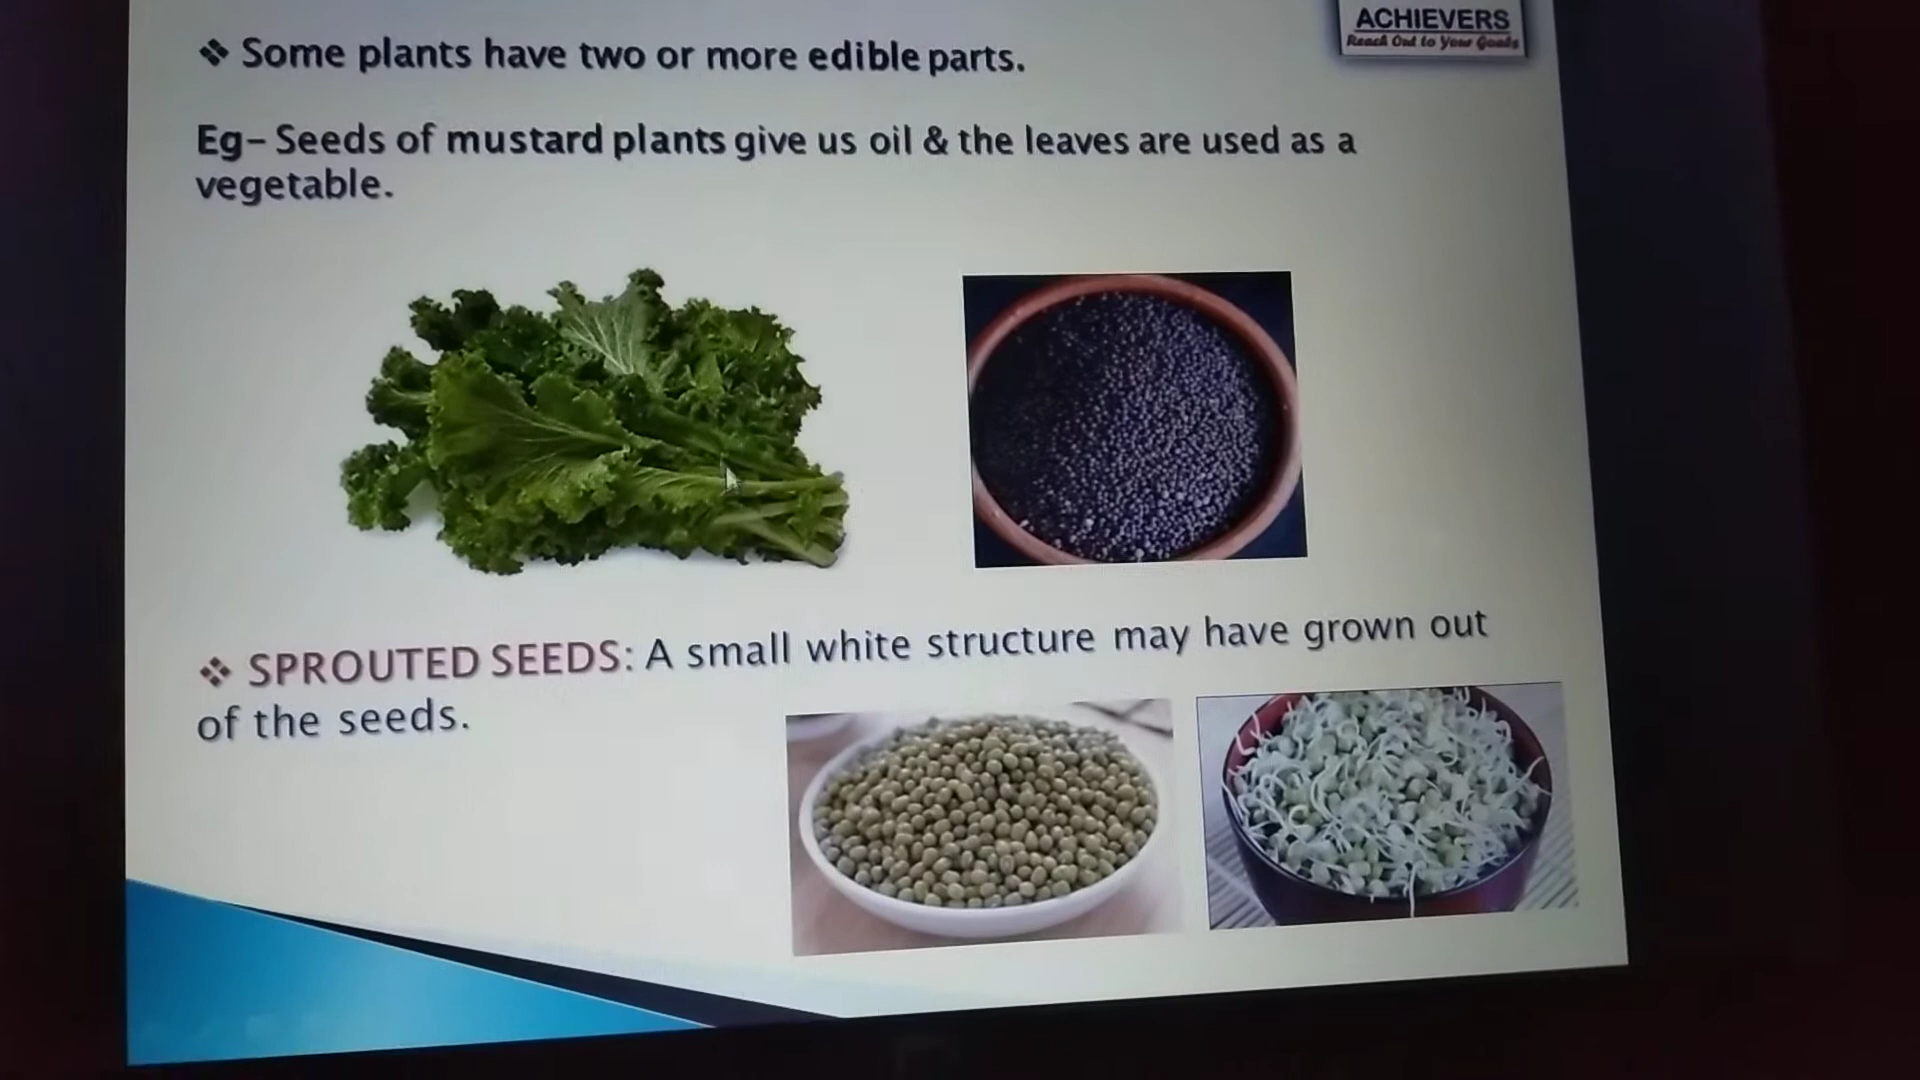 ACHIEVERS
Reach Out to Your Goals
❖ Some plants have two or more edible parts.
Eg- Seeds of mustard plants give us oil & the leaves are used as a
vegetable.
❖ SPROUTED SEEDS: A small white structure may have grown out
of the seeds.